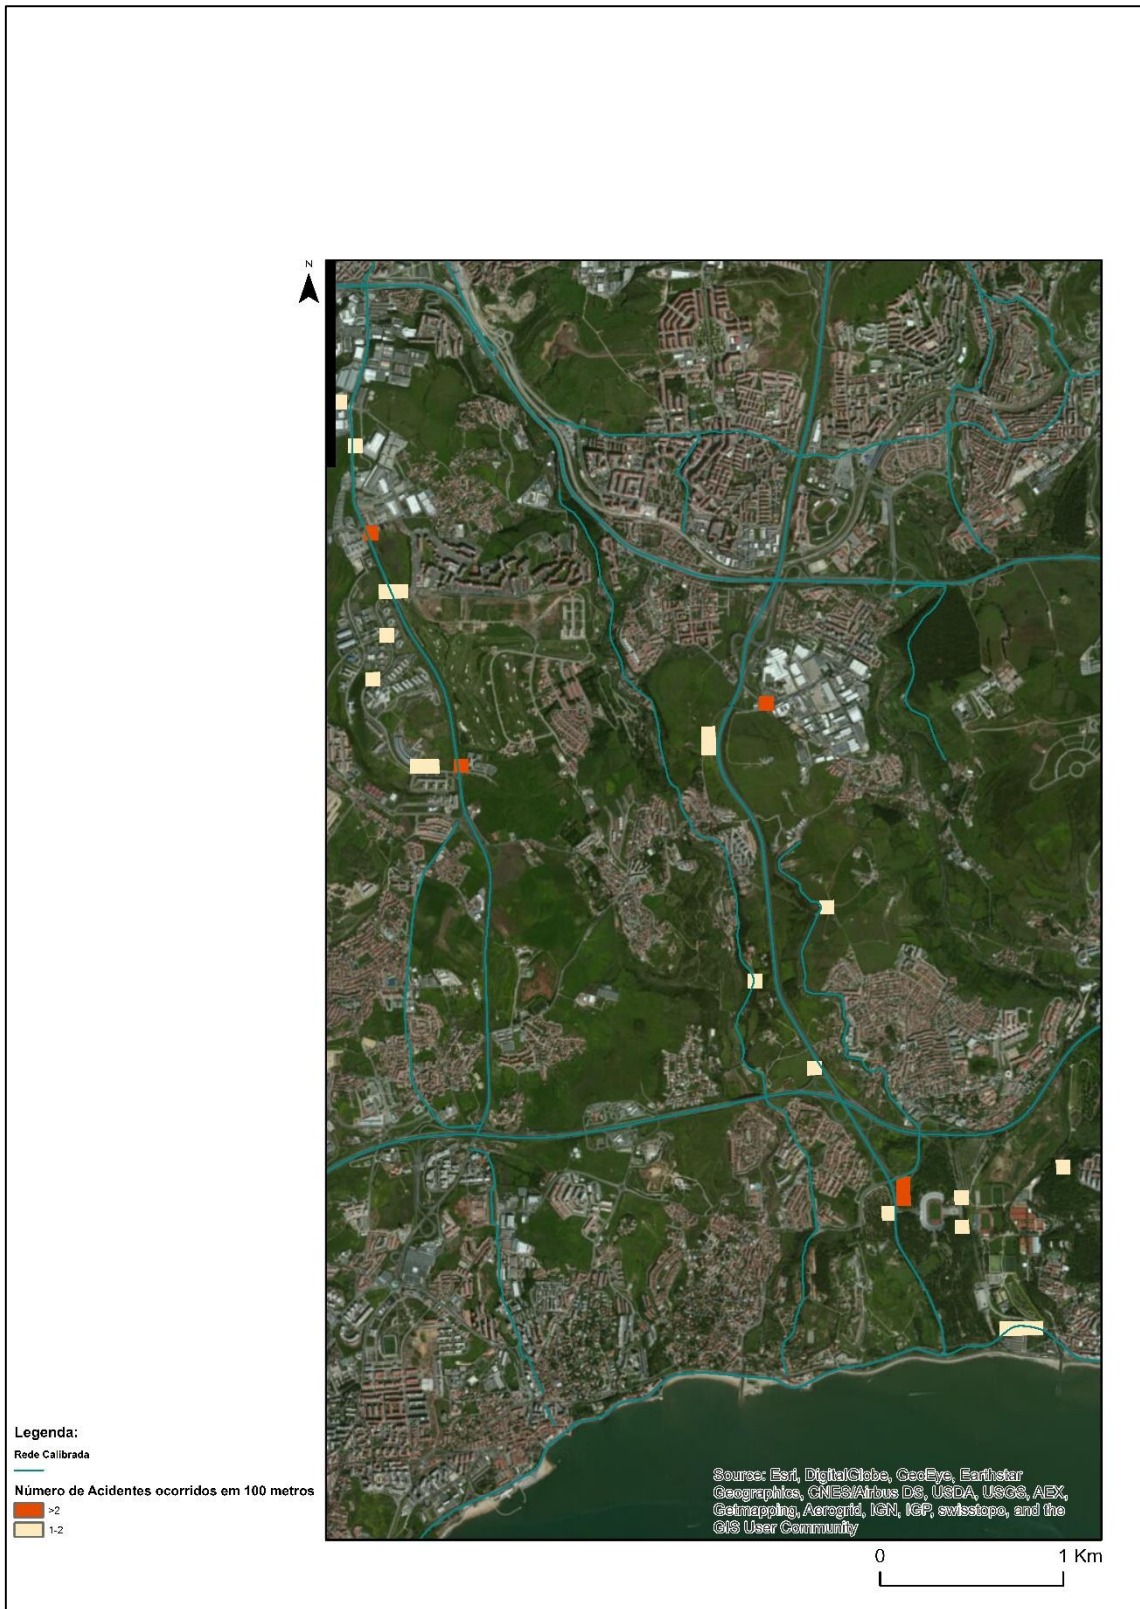 N
Legenda:
Rede Calibrada
Número de Acidentes ocorridos em 100 metros
>2
1-2
Source: Esri, DigitalGlobe, GeoEye, Earthstar
Geographics, CNES/Airbus DS, USDA, USGS, AEX,
Getmapping, Aerogrid, IGN, IGP, swisstopo, and the
GIS User Community
0 1 Km